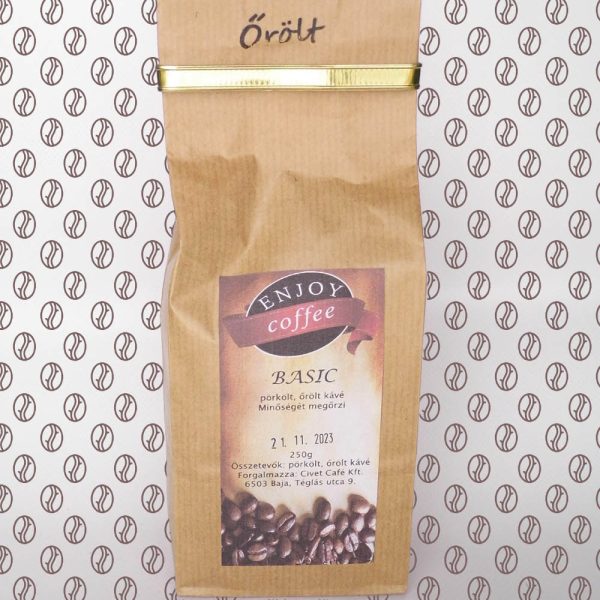 Őrölt
ENJOY
coffee
BASIC
pörkölt, őrölt kávé
Minőséget megőrzi
21. 11. 2023
250g
Összetevők: pörkölt, őrölt kávé
Forgalmazza: Civet Café Kft.
6503 Baja, Téglás utca 9.